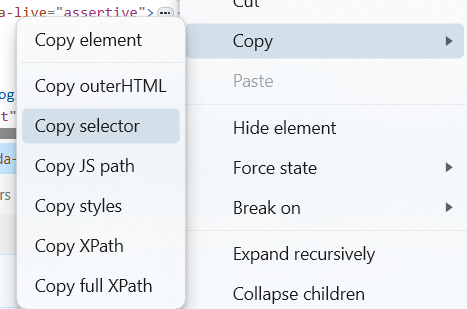 a-live="assertive">
Cut
Copy element
Copy
Copy outerHTML
Paste
og.
t"
Copy selector
Hide element
da-
Copy JS path
Force state
rs
Copy styles
Break on
Copy XPath
Expand recursively
Copy full XPath
Collapse children